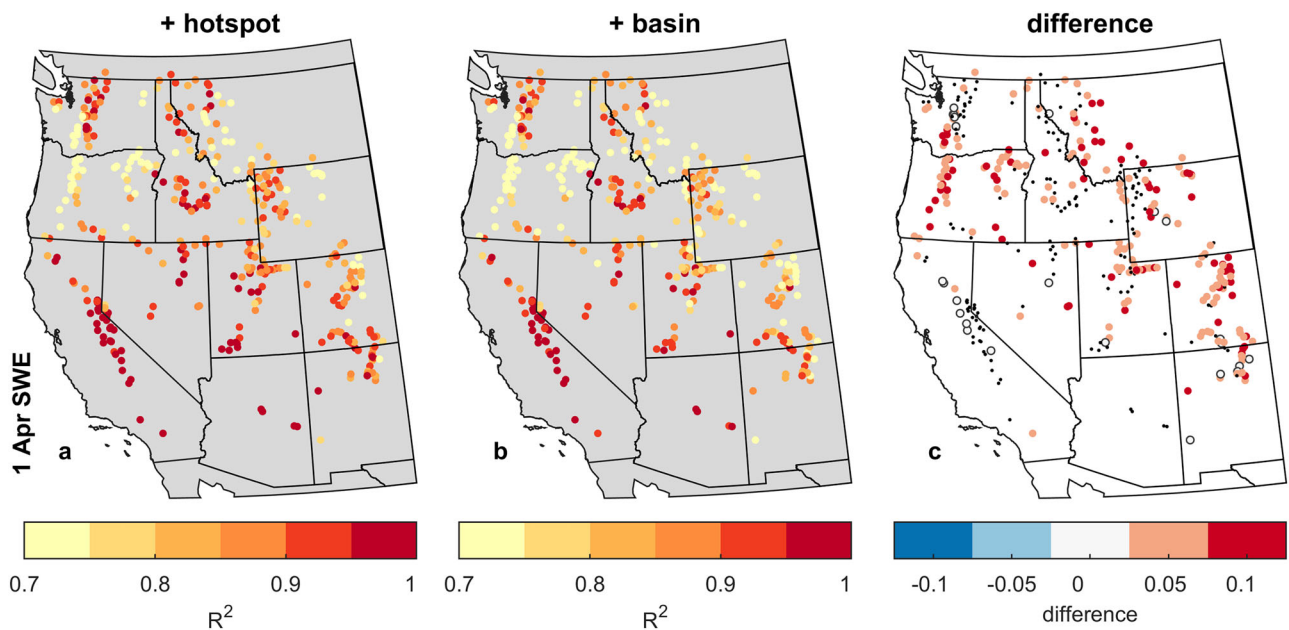 + hotspot + basin difference
1 Apr SWE
a b c
0.7 0.8 0.9 1 0.7 0.8 0.9 1 -0.1 -0.05 0 0.05 0.1
R² R² difference